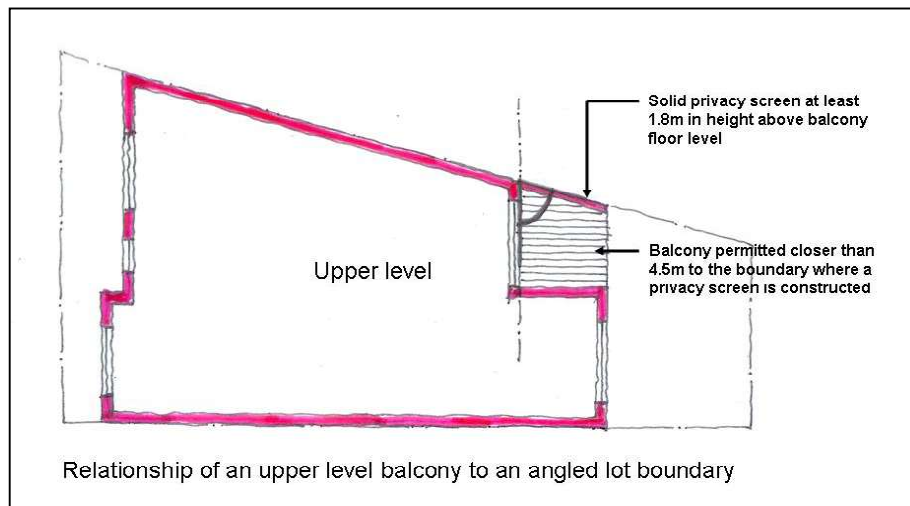 Solid privacy screen at least
1.8m in height above balcony
floor level
Upper level
Balcony permitted closer than
4.5m to the boundary where a
privacy screen is constructed
Relationship of an upper level balcony to an angled lot boundary